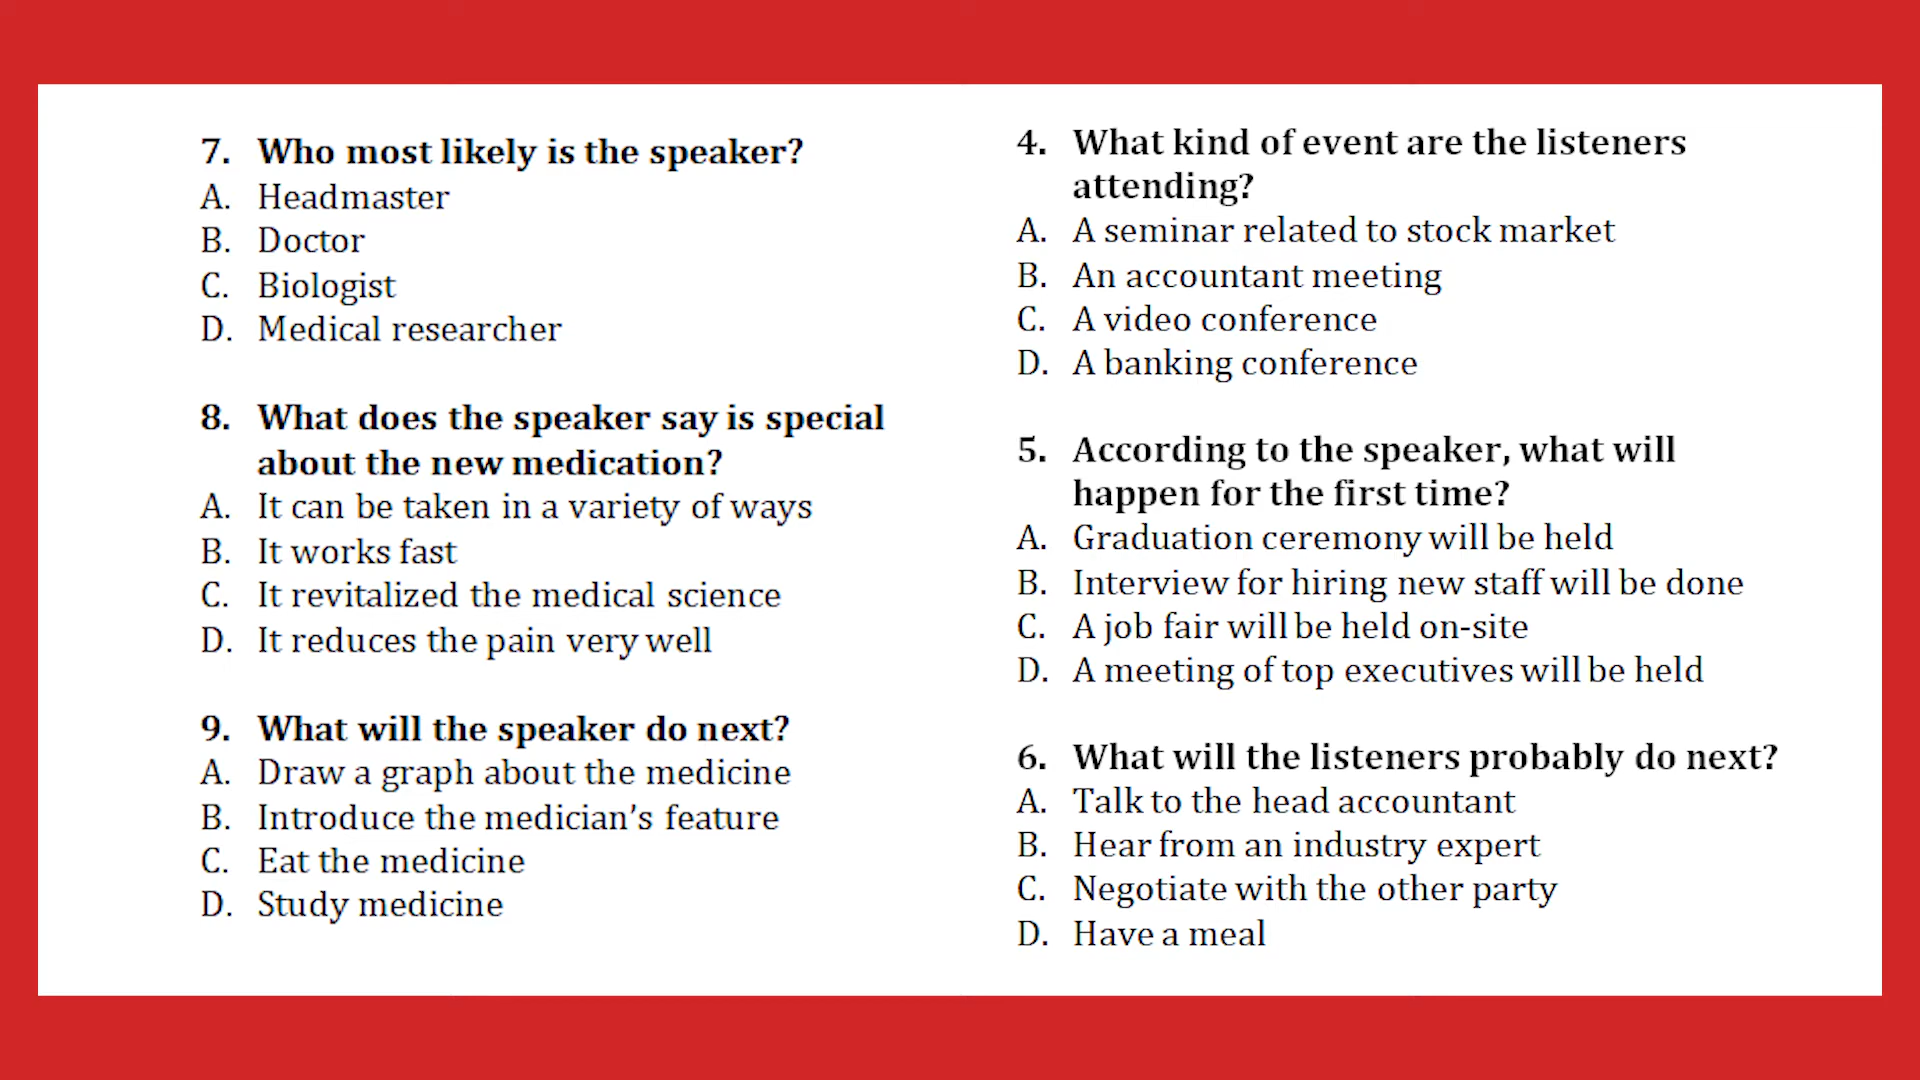 7. Who most likely is the speaker?
A. Headmaster
B. Doctor
C. Biologist
D. Medical researcher
8. What does the speaker say is special
about the new medication?
A. It can be taken in a variety of ways
B. It works fast
C. It revitalized the medical science
D. It reduces the pain very well
9. What will the speaker do next?
A. Draw a graph about the medicine
B. Introduce the medician's feature
C. Eat the medicine
D. Study medicine
4. What kind of event are the listeners
attending?
A. A seminar related to stock market
B. An accountant meeting
C. A video conference
D. A banking conference
5. According to the speaker, what will
happen for the first time?
A. Graduation ceremony will be held
B. Interview for hiring new staff will be done
C. A job fair will be held on-site
D. A meeting of top executives will be held
6. What will the listeners probably do next?
A. Talk to the head accountant
B. Hear from an industry expert
C. Negotiate with the other party
D. Have a meal